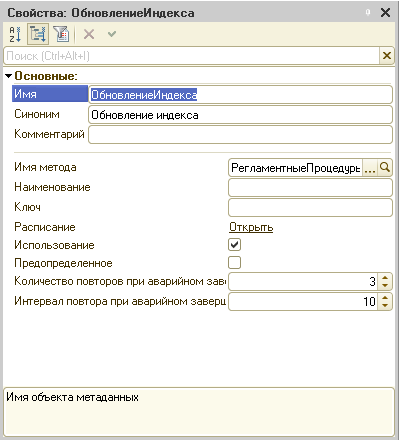 Свойства: ОбновлениеИндекса
Поиск (Ctrl+Alt+I)
Основные:
Имя ОбновлениеИндекса
Синоним Обновление индекса
Комментарий
Имя метода РегламентныеПроцедуры ...
Наименование
Ключ
Расписание Открыть
Использование
Предопределенное
Количество повторов при аварийном заве 3
Интервал повтора при аварийном заверш 10
Имя объекта метаданных